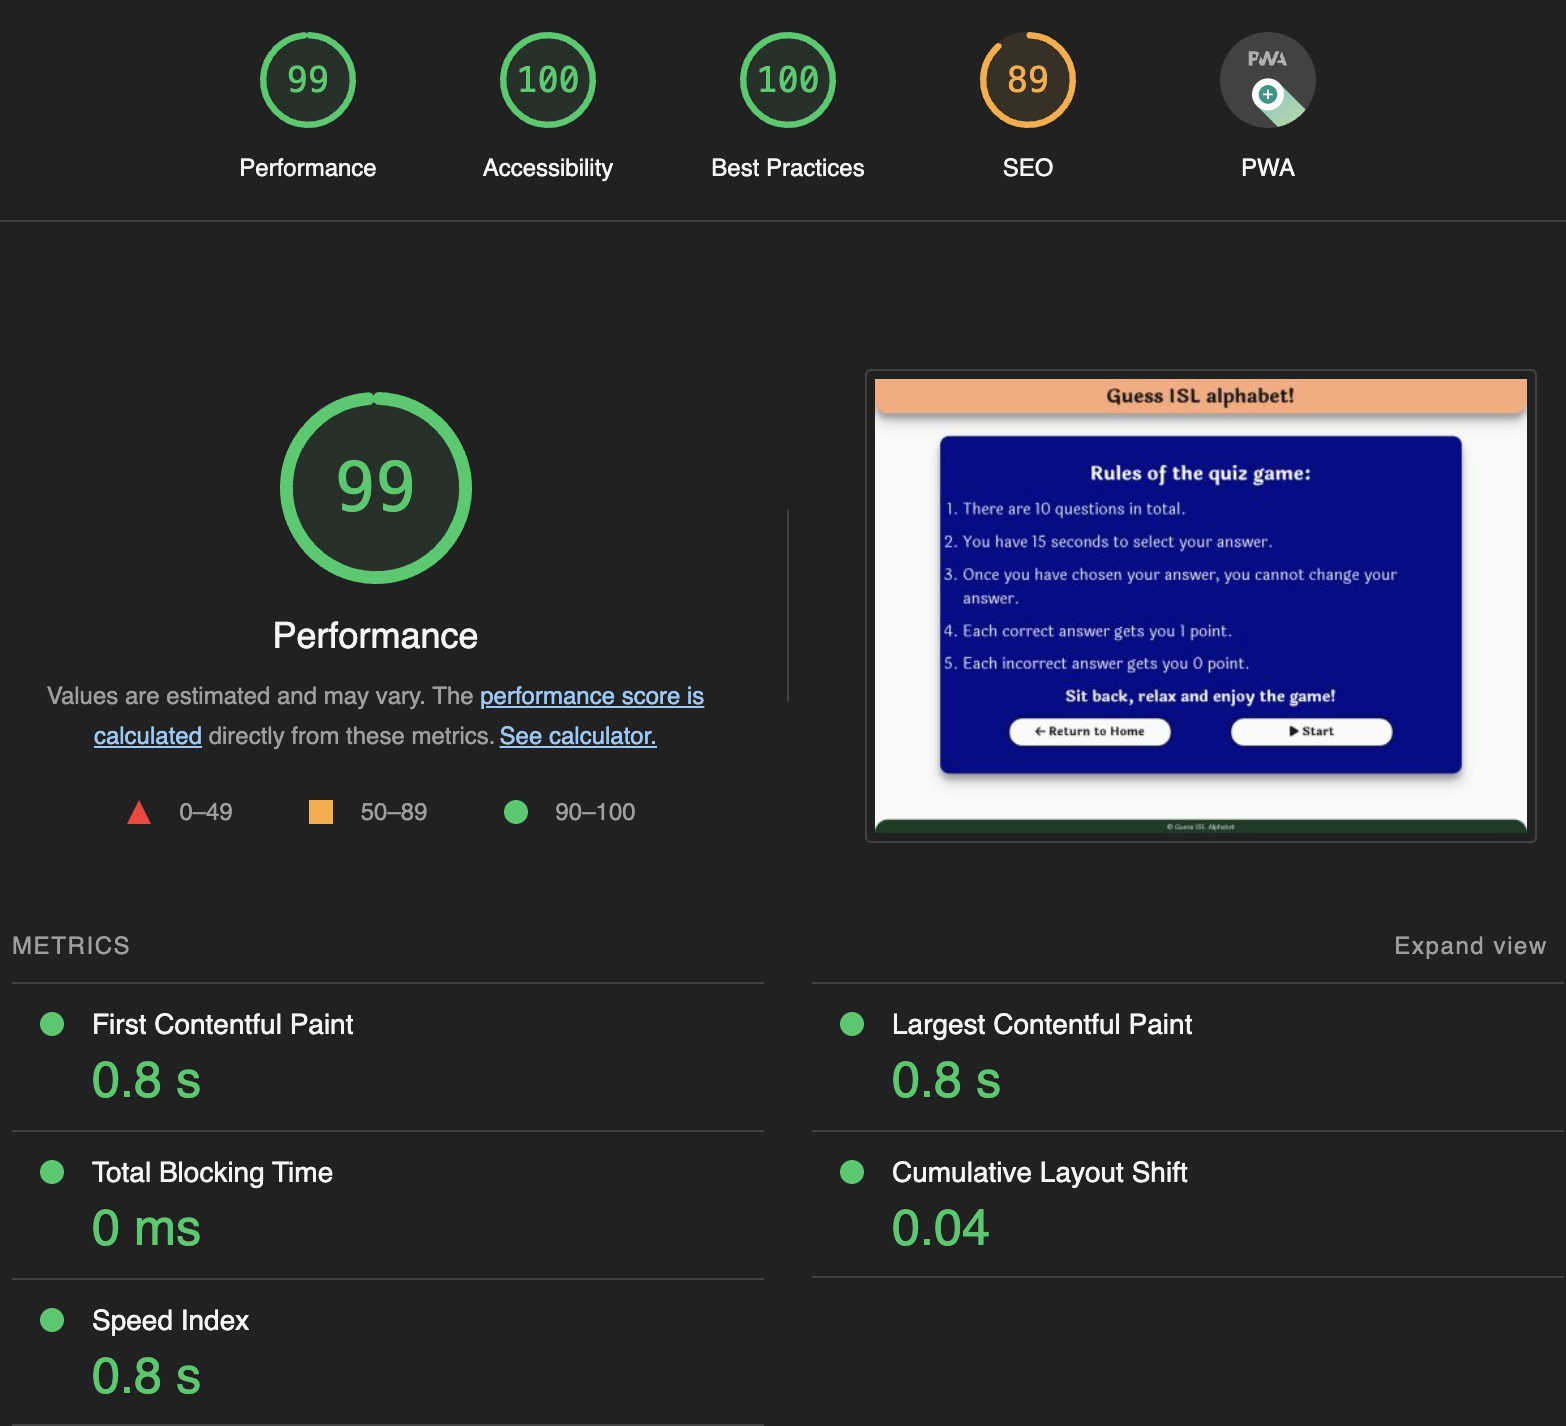 99
100
100
89
PWA
Performance
Accessibility
Best Practices
SEO
PWA
99
Performance
Values are estimated and may vary. The performance score is
calculated directly from these metrics. See calculator.
0–49
50–89
90–100
Guess ISL alphabet!
Rules of the quiz game:
1. There are 10 questions in total.
2. You have 15 seconds to select your answer.
3. Once you have chosen your answer, you cannot change your
answer.
4. Each correct answer gets you 1 point.
5. Each incorrect answer gets you 0 point.
Sit back, relax and enjoy the game!
Return to Home
Start
© Guess ISL Alphabet
METRICS
Expand view
First Contentful Paint
0.8 s
Largest Contentful Paint
0.8 s
Total Blocking Time
0 ms
Cumulative Layout Shift
0.04
Speed Index
0.8 s